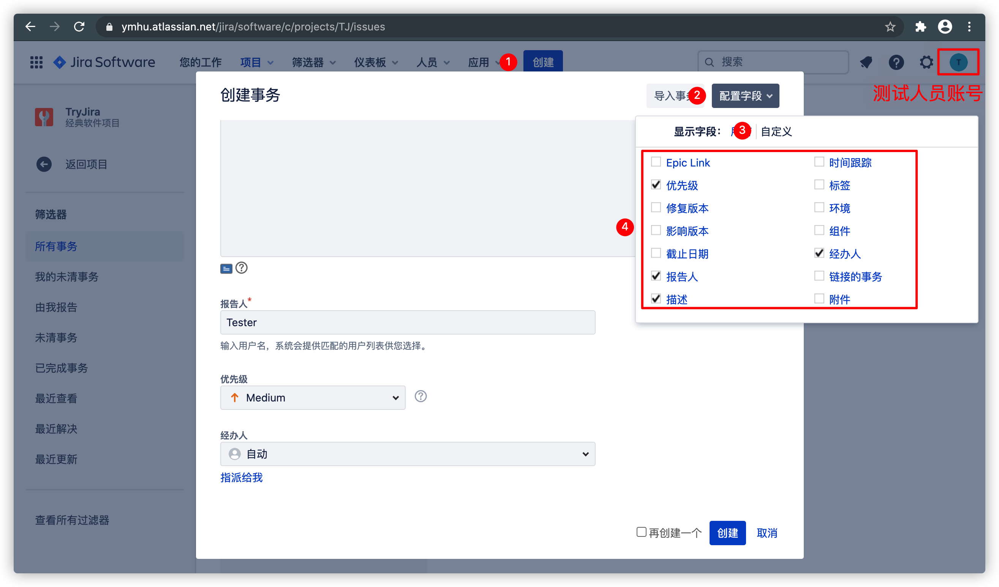 ymhu.atlassian.net/jira/software/c/projects/TJ/issues
Jira Software
您的工作
项目
筛选器
仪表板
人员
应用
1
创建
搜索
T
测试人员账号
创建事务
导入事
2
配置字段
TryJira
经典软件项目
返回项目
筛选器
所有事务
我的未清事务
由我报告
未清事务
已完成事务
最近查看
最近解决
最近更新
查看所有过滤器
显示字段：
3
自定义
4
Epic Link
时间跟踪
优先级
标签
修复版本
环境
影响版本
组件
截止日期
经办人
报告人
链接的事务
描述
附件
报告人*
Tester
输入用户名，系统会提供匹配的用户列表供您选择。
优先级
Medium
经办人
自动
指派给我
再创建一个
创建
取消